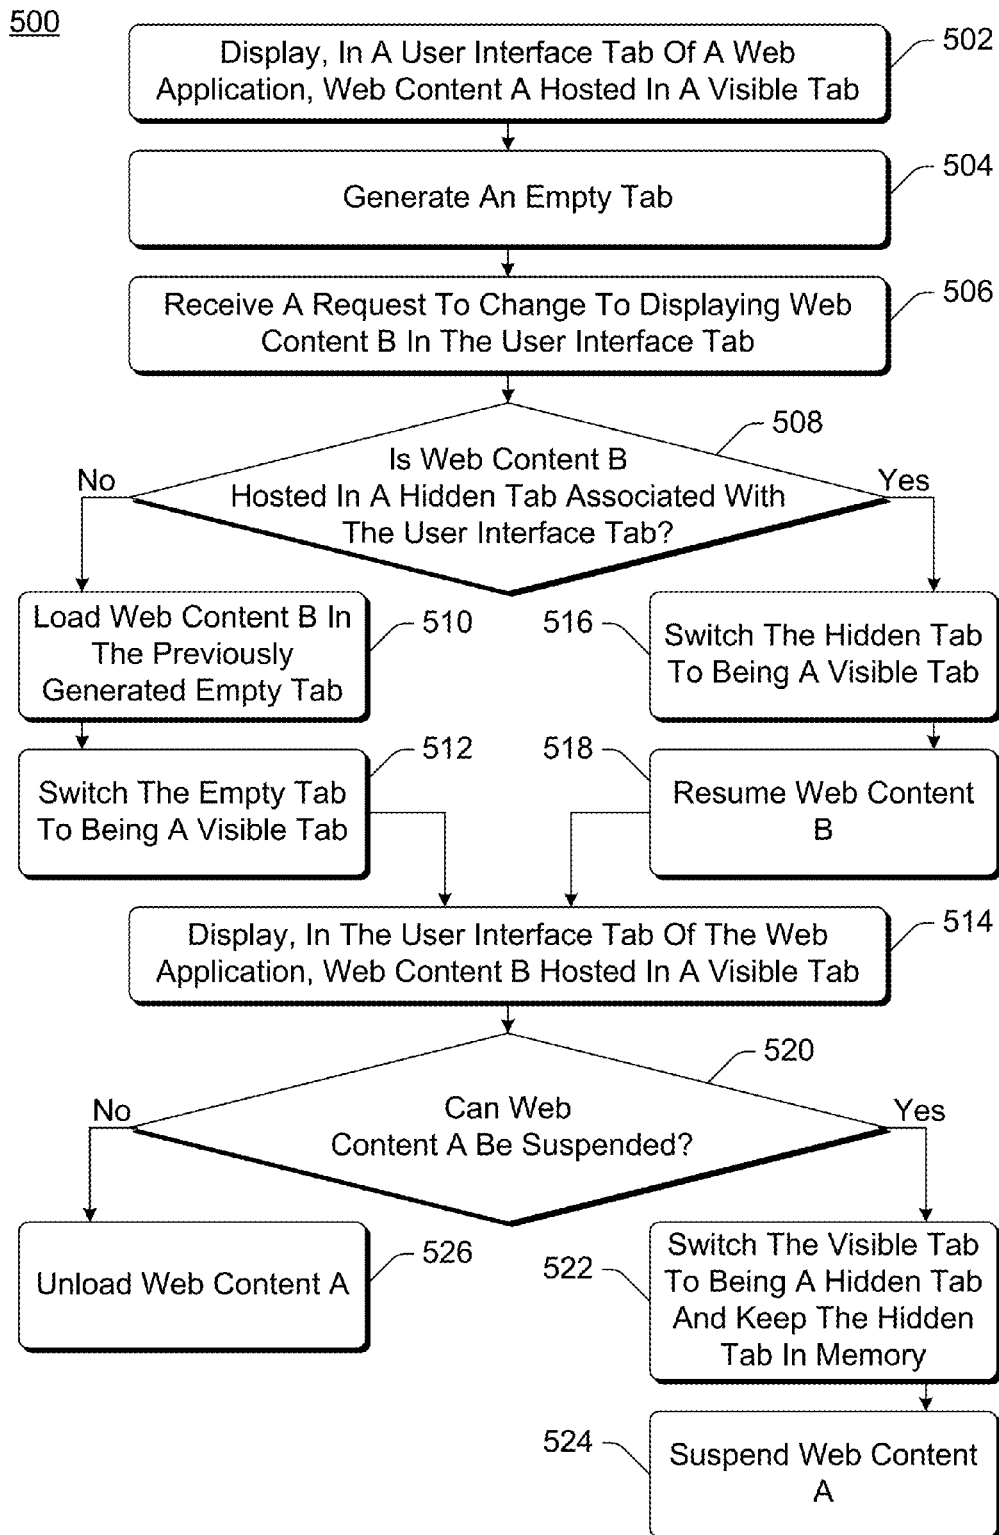 500
Display, In A User Interface Tab Of A Web
Application, Web Content A Hosted In A Visible Tab
502
Generate An Empty Tab
504
Receive A Request To Change To Displaying Web
Content B In The User Interface Tab
506
508
Is Web Content B
Hosted In A Hidden Tab Associated With
The User Interface Tab?
No
Yes
Load Web Content B In
The Previously
Generated Empty Tab
510
516
Switch The Hidden Tab
To Being A Visible Tab
Switch The Empty Tab
To Being A Visible Tab
512
518
Resume Web Content
B
Display, In The User Interface Tab Of The Web
Application, Web Content B Hosted In A Visible Tab
514
520
Can Web
Content A Be Suspended?
No
Yes
Unload Web Content A
526
522
Switch The Visible Tab
To Being A Hidden Tab
And Keep The Hidden
Tab In Memory
524
Suspend Web Content
A